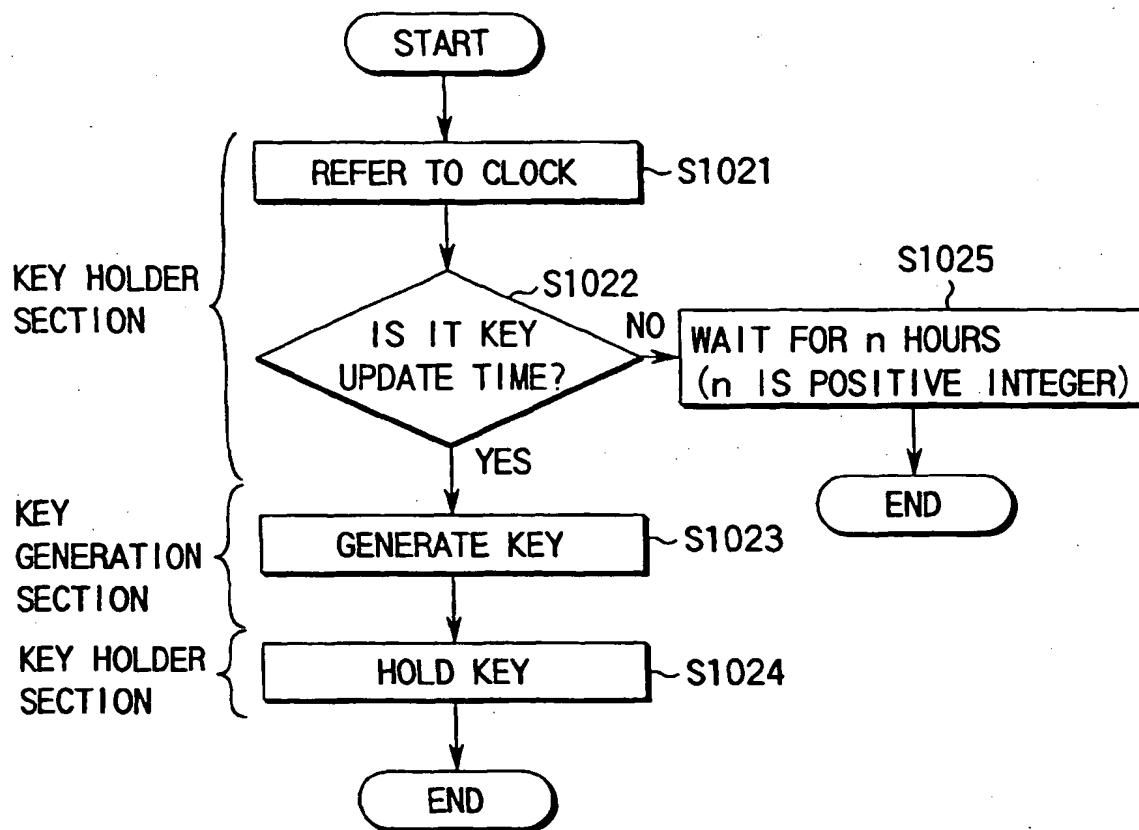 START
REFER TO CLOCK
S1021
KEY HOLDER
SECTION
S1022
IS IT KEY
UPDATE TIME?
NO
S1025
WAIT FOR n HOURS
(n IS POSITIVE INTEGER)
END
YES
KEY
GENERATION
SECTION
GENERATE KEY
S1023
KEY HOLDER
SECTION
HOLD KEY
S1024
END